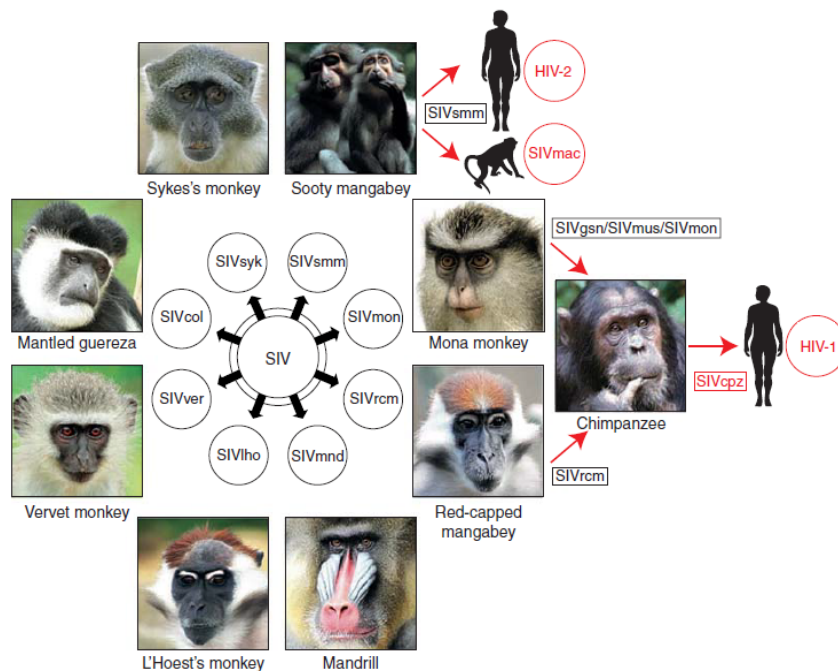 HIV-2
SIVsmm
SIVmac
Sykes's monkey
Sooty mangabey
SIVgsn/SIVmus/SIVmon
SIVsyk
SIVsmm
SIVcol
SIVmon
Mantled guereza
Mona monkey
SIV
HIV-1
SIVcpz
SIVver
SIVrcm
Chimpanzee
SIVlho
SIVmnd
SIVrcm
Vervet monkey
Red-capped
mangabey
L'Hoest's monkey
Mandrill